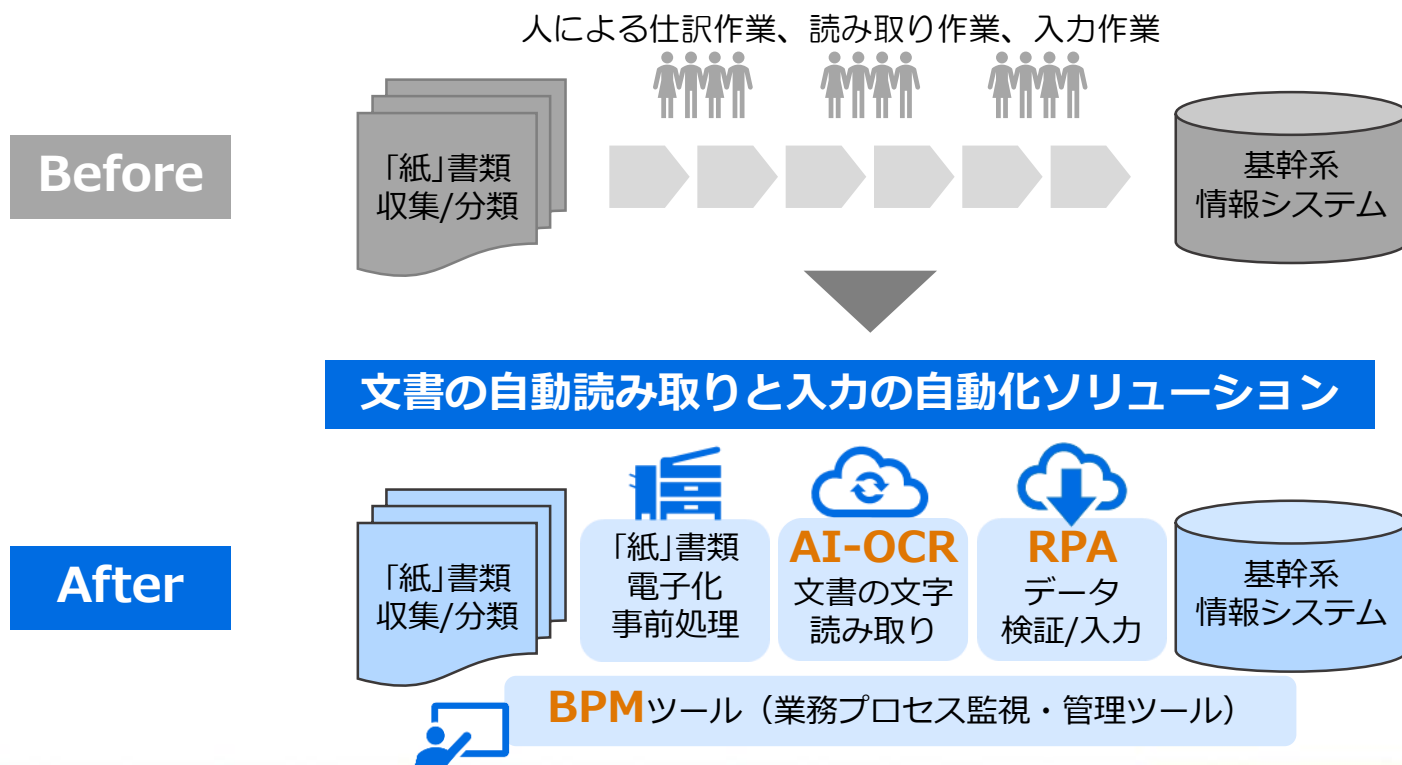 人による仕訳作業、読み取り作業、入力作業
Before
「紙」書類
収集/分類
基幹系
情報システム
文書の自動読み取りと入力の自動化ソリューション
After
「紙」書類
収集/分類
「紙」書類
電子化
事前処理
AI-OCR
文書の文字
読み取り
RPA
データ
検証/入力
基幹系
情報システム
BPMツール（業務プロセス監視・管理ツール）